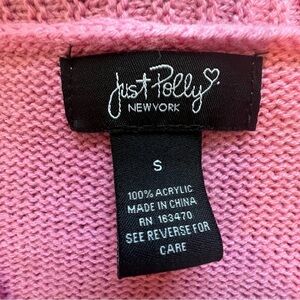 Just Polly
NEW YORK
S
100% ACRYLIC
MADE IN CHINA
RN 163470
SEE REVERSE FOR
CARE